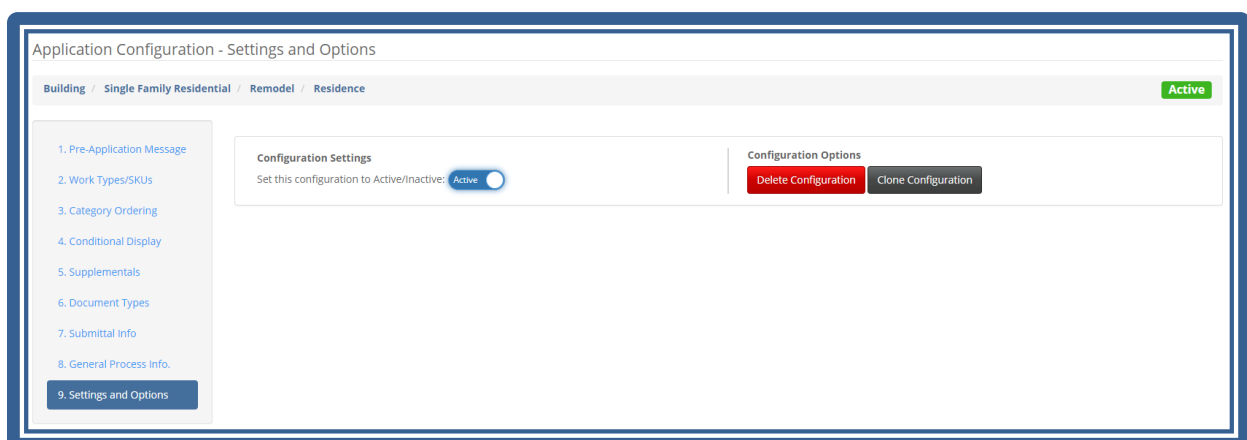 Application Configuration - Settings and Options
Building / Single Family Residential / Remodel / Residence
Active
1. Pre-Application Message
2. Work Types/SKUs
3. Category Ordering
4. Conditional Display
5. Supplementals
6. Document Types
7. Submittal Info
8. General Process Info.
9. Settings and Options
Configuration Settings
Set this configuration to Active/Inactive: Active
Configuration Options
Delete Configuration Clone Configuration